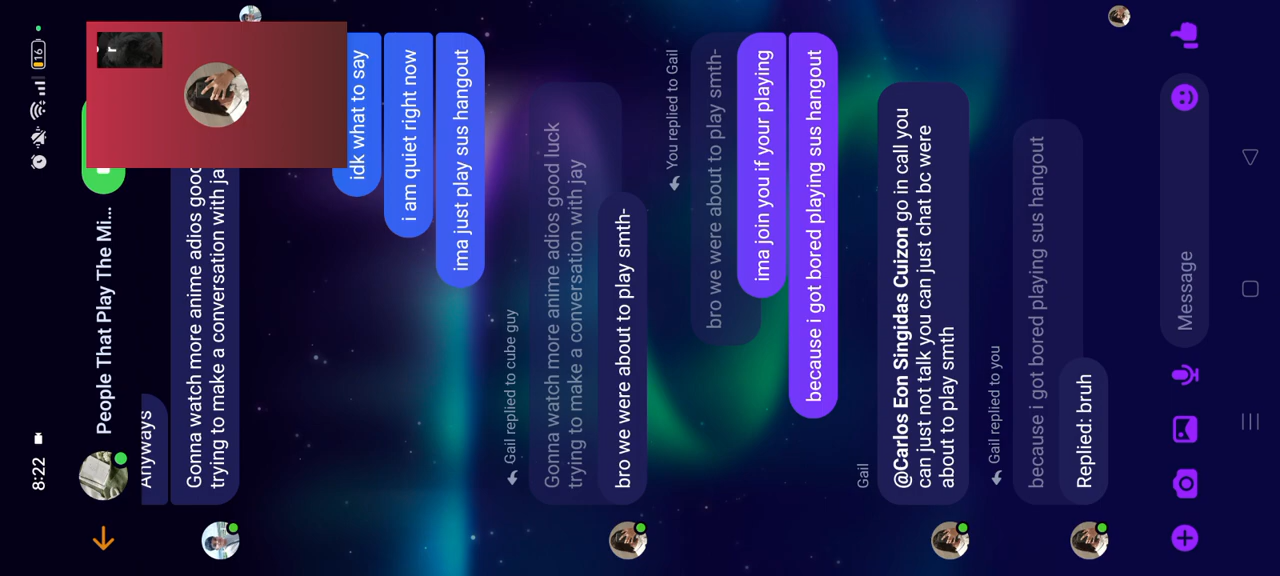 8:22
16
People That Play The Mi...
Anyways
Gonna watch more anime adios good
trying to make a conversation with ja
idk what to say
i am quiet right now
ima just play sus hangout
Gail replied to cube guy
Gonna watch more anime adios good luck
trying to make a conversation with jay
bro we were about to play smth-
You replied to Gail
bro we were about to play smth-
ima join you if your playing
because i got bored playing sus hangout
Gail
@Carlos Eon Singidas Cuizon go in call you
can just not talk you can just chat bc were
about to play smth
Gail replied to you
because i got bored playing sus hangout
Replied: bruh
Message